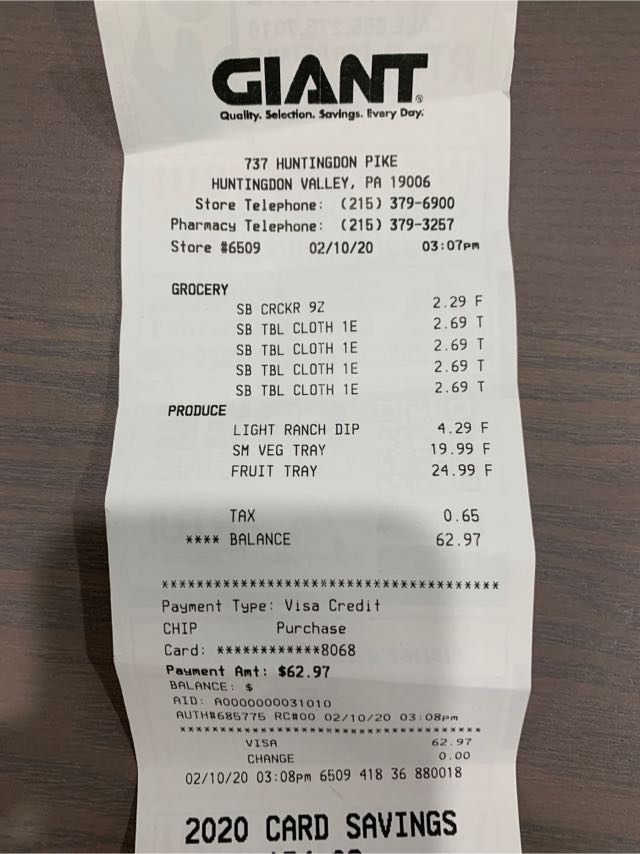 GIANT®
Quality. Selection. Savings. Every Day.
737 HUNTINGDON PIKE
HUNTINGDON VALLEY, PA 19006
Store Telephone: (215) 379-6900
Pharmacy Telephone: (215) 379-3257
Store #6509 02/10/20 03:07pm
GROCERY
SB CRCKR 9Z 2.29 F
SB TBL CLOTH 1E 2.69 T
SB TBL CLOTH 1E 2.69 T
SB TBL CLOTH 1E 2.69 T
SB TBL CLOTH 1E 2.69 T
PRODUCE
LIGHT RANCH DIP 4.29 F
SM VEG TRAY 19.99 F
FRUIT TRAY 24.99 F
TAX 0.65
**** BALANCE 62.97
***************************************
Payment Type: Visa Credit
CHIP Purchase
Card: ************8068
Payment Amt: $62.97
BALANCE: $
AID: A0000000031010
AUTH#685775 RC#00 02/10/20 03:08pm
***************************************
VISA 62.97
CHANGE 0.00
02/10/20 03:08pm 6509 418 36 880018
2020 CARD SAVINGS